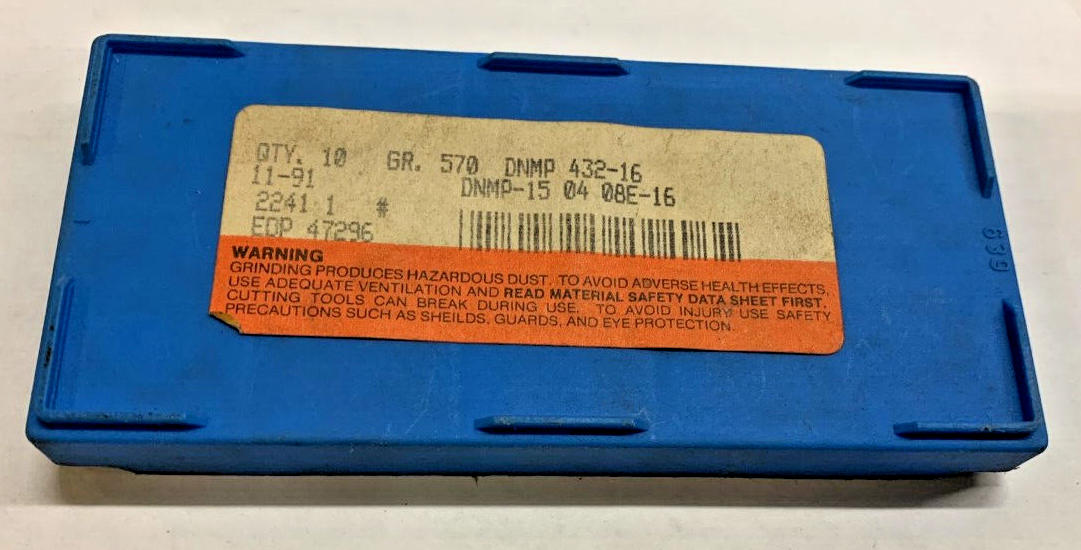 QTY. 10 GR. 570 DNMP 432-16
11-91 DNMP-15 04 08E-16
2241 1 #
EDP 47296
WARNING
GRINDING PRODUCES HAZARDOUS DUST. TO AVOID ADVERSE HEALTH EFFECTS,
USE ADEQUATE VENTILATION AND READ MATERIAL SAFETY DATA SHEET FIRST.
CUTTING TOOLS CAN BREAK DURING USE. TO AVOID INJURY USE SAFETY
PRECAUTIONS SUCH AS SHEILDS, GUARDS, AND EYE PROTECTION.